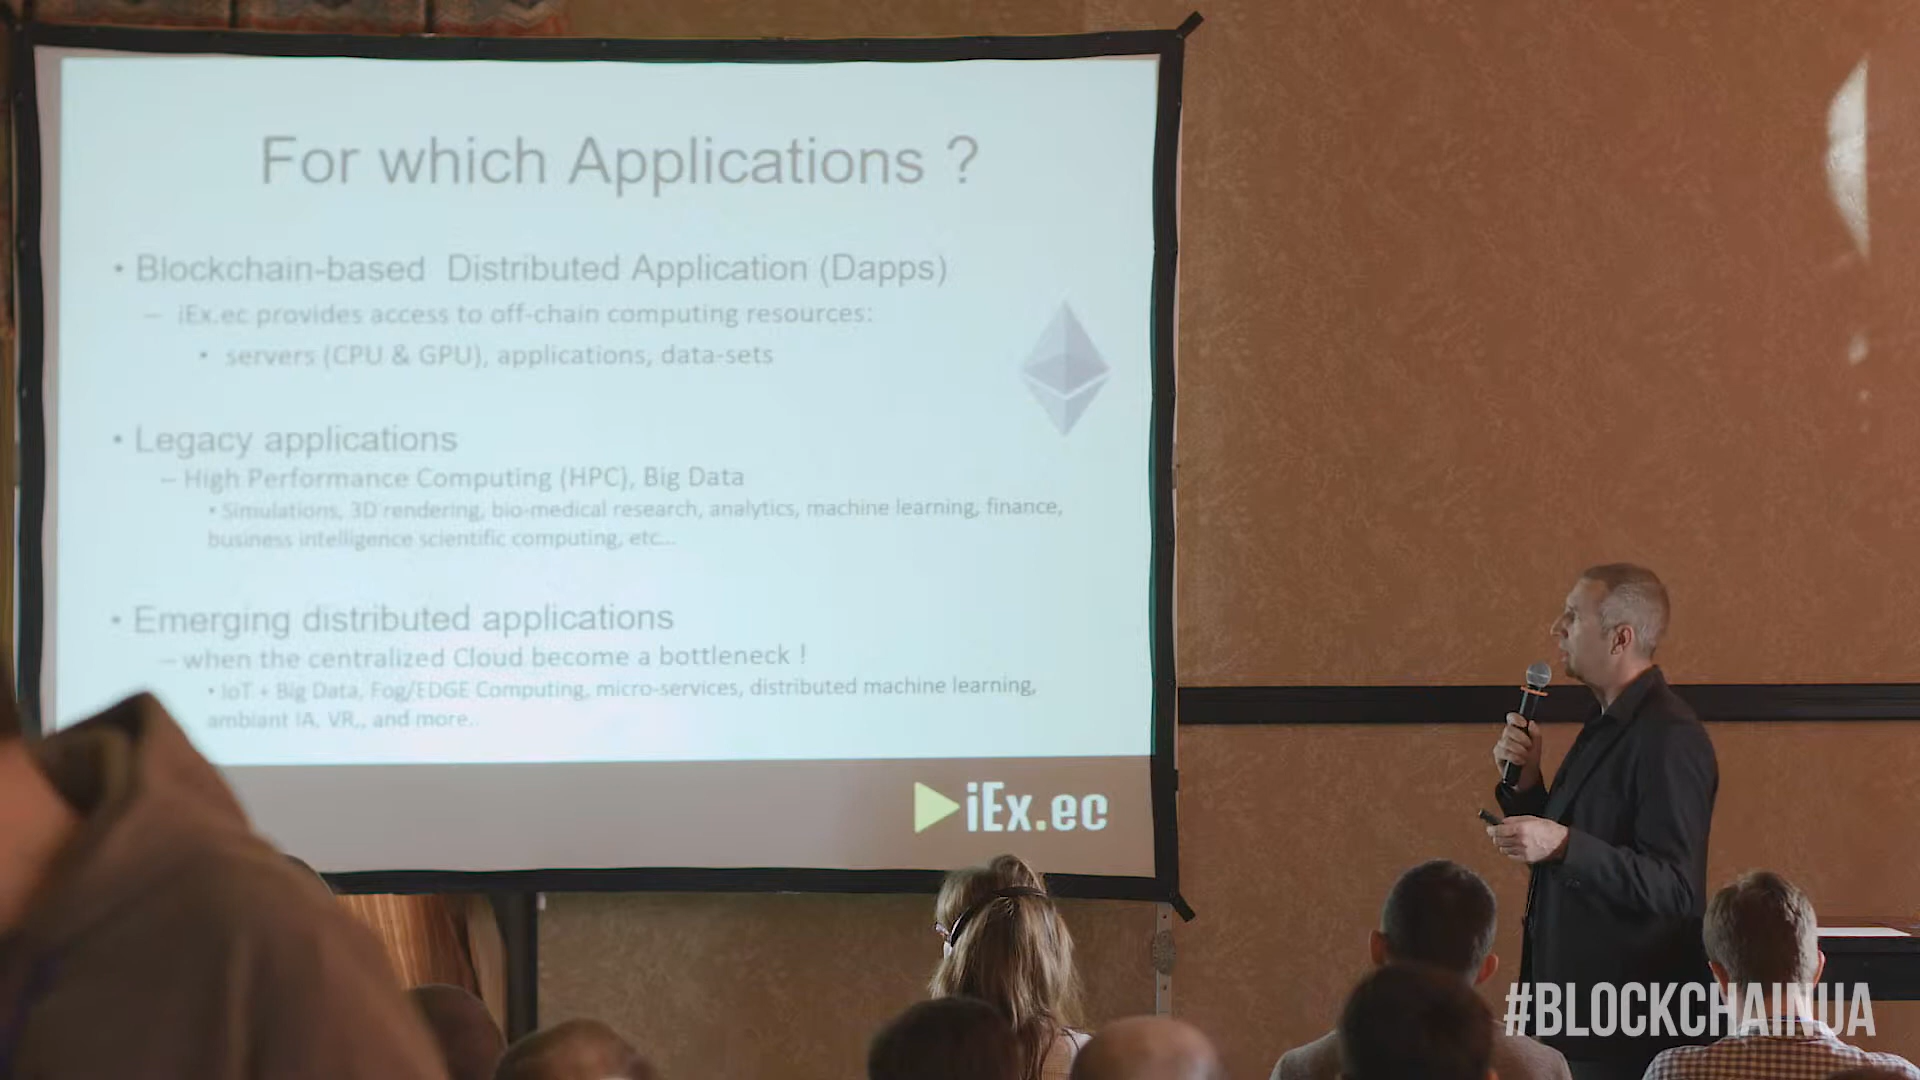 For which Applications ?
• Blockchain-based Distributed Application (Dapps)
– iEx.ec provides access to off-chain computing resources:
• servers (CPU & GPU), applications, data-sets
• Legacy applications
– High Performance Computing (HPC), Big Data
• Simulations, 3D rendering, bio-medical research, analytics, machine learning, finance,
business intelligence scientific computing, etc...
• Emerging distributed applications
– when the centralized Cloud become a bottleneck !
• IoT + Big Data, Fog/EDGE Computing, micro-services, distributed machine learning,
ambiant IA, VR,, and more..
iEx.ec
#BLOCKCHAINUA